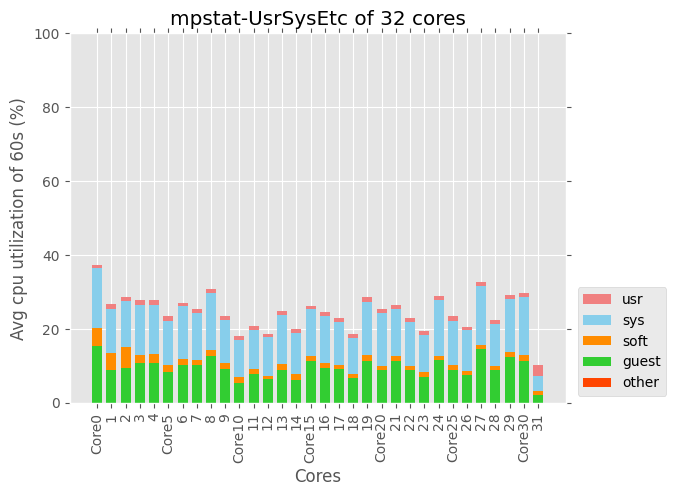 mpstat-UsrSysEtc of 32 cores
Avg cpu utilization of 60s (%)
100
80
60
40
20
0
Core0
1
2
3
4
Core5
6
7
8
9
Core10
11
12
13
14
Core15
16
17
18
19
Core20
21
22
23
24
Core25
26
27
28
29
Core30
31
Cores
usr
sys
soft
guest
other